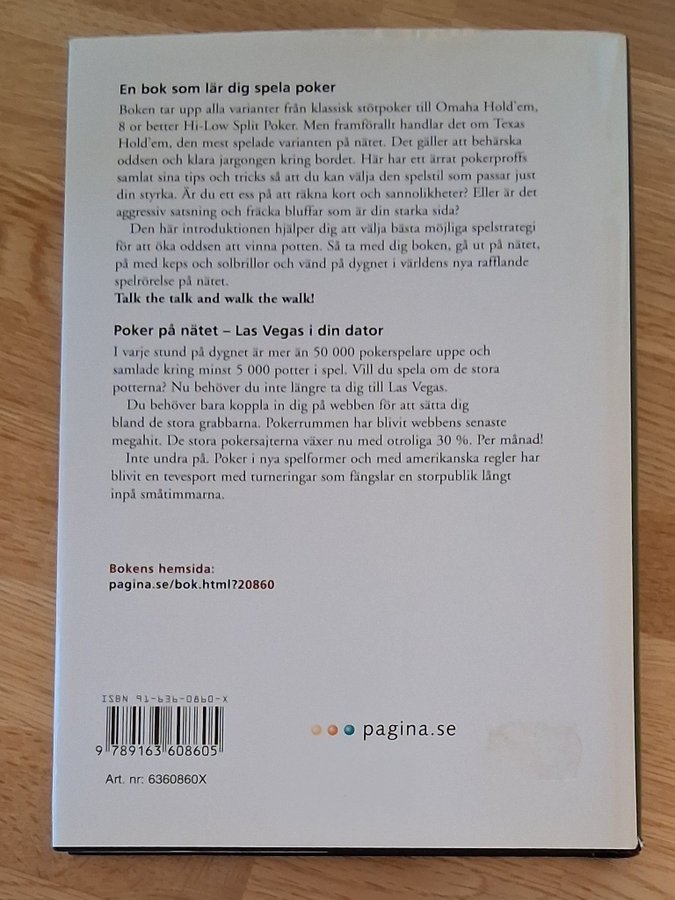 En bok som lär dig spela poker
Boken tar upp alla varianter från klassisk stötpoker till Omaha Hold'em,
8 or better Hi-Low Split Poker. Men framförallt handlar det om Texas
Hold'em, den mest spelade varianten på nätet. Det gäller att behärska
oddsen och klara jargongen kring bordet. Här har ett ärrat pokerproffs
samlat sina tips och tricks så att du kan välja den spelstil som passar just
din styrka. Är du ett ess på att räkna kort och sannolikheter? Eller är det
aggressiv satsning och fräcka bluffar som är din starka sida?
Den här introduktionen hjälper dig att välja bästa möjliga spelstrategi
för att öka oddsen att vinna potten. Så ta med dig boken, gå ut på nätet,
på med keps och solbrillor och vänd på dygnet i världens nya rafflande
spelrörelse på nätet.
Talk the talk and walk the walk!
Poker på nätet – Las Vegas i din dator
I varje stund på dygnet är mer än 50 000 pokerspelare uppe och
samlade kring minst 5 000 potter i spel. Vill du spela om de stora
potterna? Nu behöver du inte längre ta dig till Las Vegas.
Du behöver bara koppla in dig på webben för att sätta dig
bland de stora grabbarna. Pokerrummen har blivit webbens senaste
megahit. De stora pokersajterna växer nu med otroliga 30 %. Per månad!
Inte undra på. Poker i nya spelformer och med amerikanska regler har
blivit en tevesport med turneringar som fängslar en storpublik långt
inpå småtimmarna.
Bokens hemsida:
pagina.se/bok.html?20860
ISBN 91-636-0860-X
9 789163 608605
pagina.se
Art. nr: 6360860X